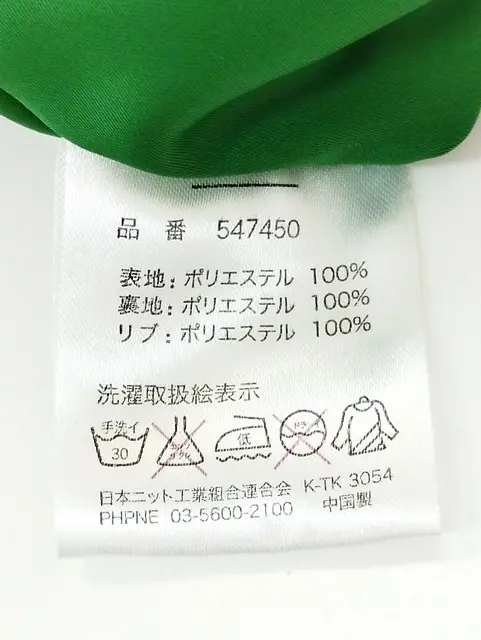 品 番 547450
表地: ポリエステル 100%
裏地: ポリエステル 100%
リブ: ポリエステル 100%
洗濯取扱絵表示
手洗イ
30
低
ドライ
日本ニット工業組合連合会 K-TK 3054
PHPNE 03-5600-2100 中国製